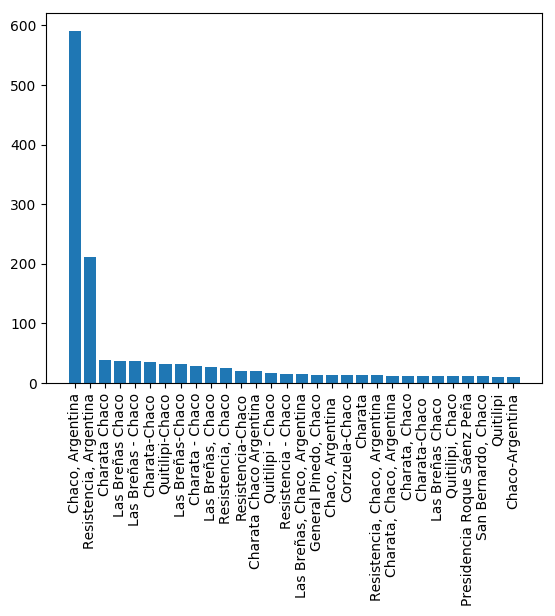 600
500
400
300
200
100
0
Chaco, Argentina
Resistencia, Argentina
Charata Chaco
Las Breñas Chaco
Las Breñas - Chaco
Charata-Chaco
Quitilipi-Chaco
Las Breñas-Chaco
Charata - Chaco
Las Breñas, Chaco
Resistencia, Chaco
Resistencia-Chaco
Charata Chaco Argentina
Quitilipi - Chaco
Resistencia - Chaco
Las Breñas, Chaco, Argentina
General Pinedo, Chaco
Chaco, Argentina
Corzuela-Chaco
Charata
Resistencia, Chaco, Argentina
Charata, Chaco, Argentina
Charata, Chaco
Charata-Chaco
Las Breñas Chaco
Quitilipi, Chaco
Presidencia Roque Sáenz Peña
San Bernardo, Chaco
Quitilipi
Chaco-Argentina